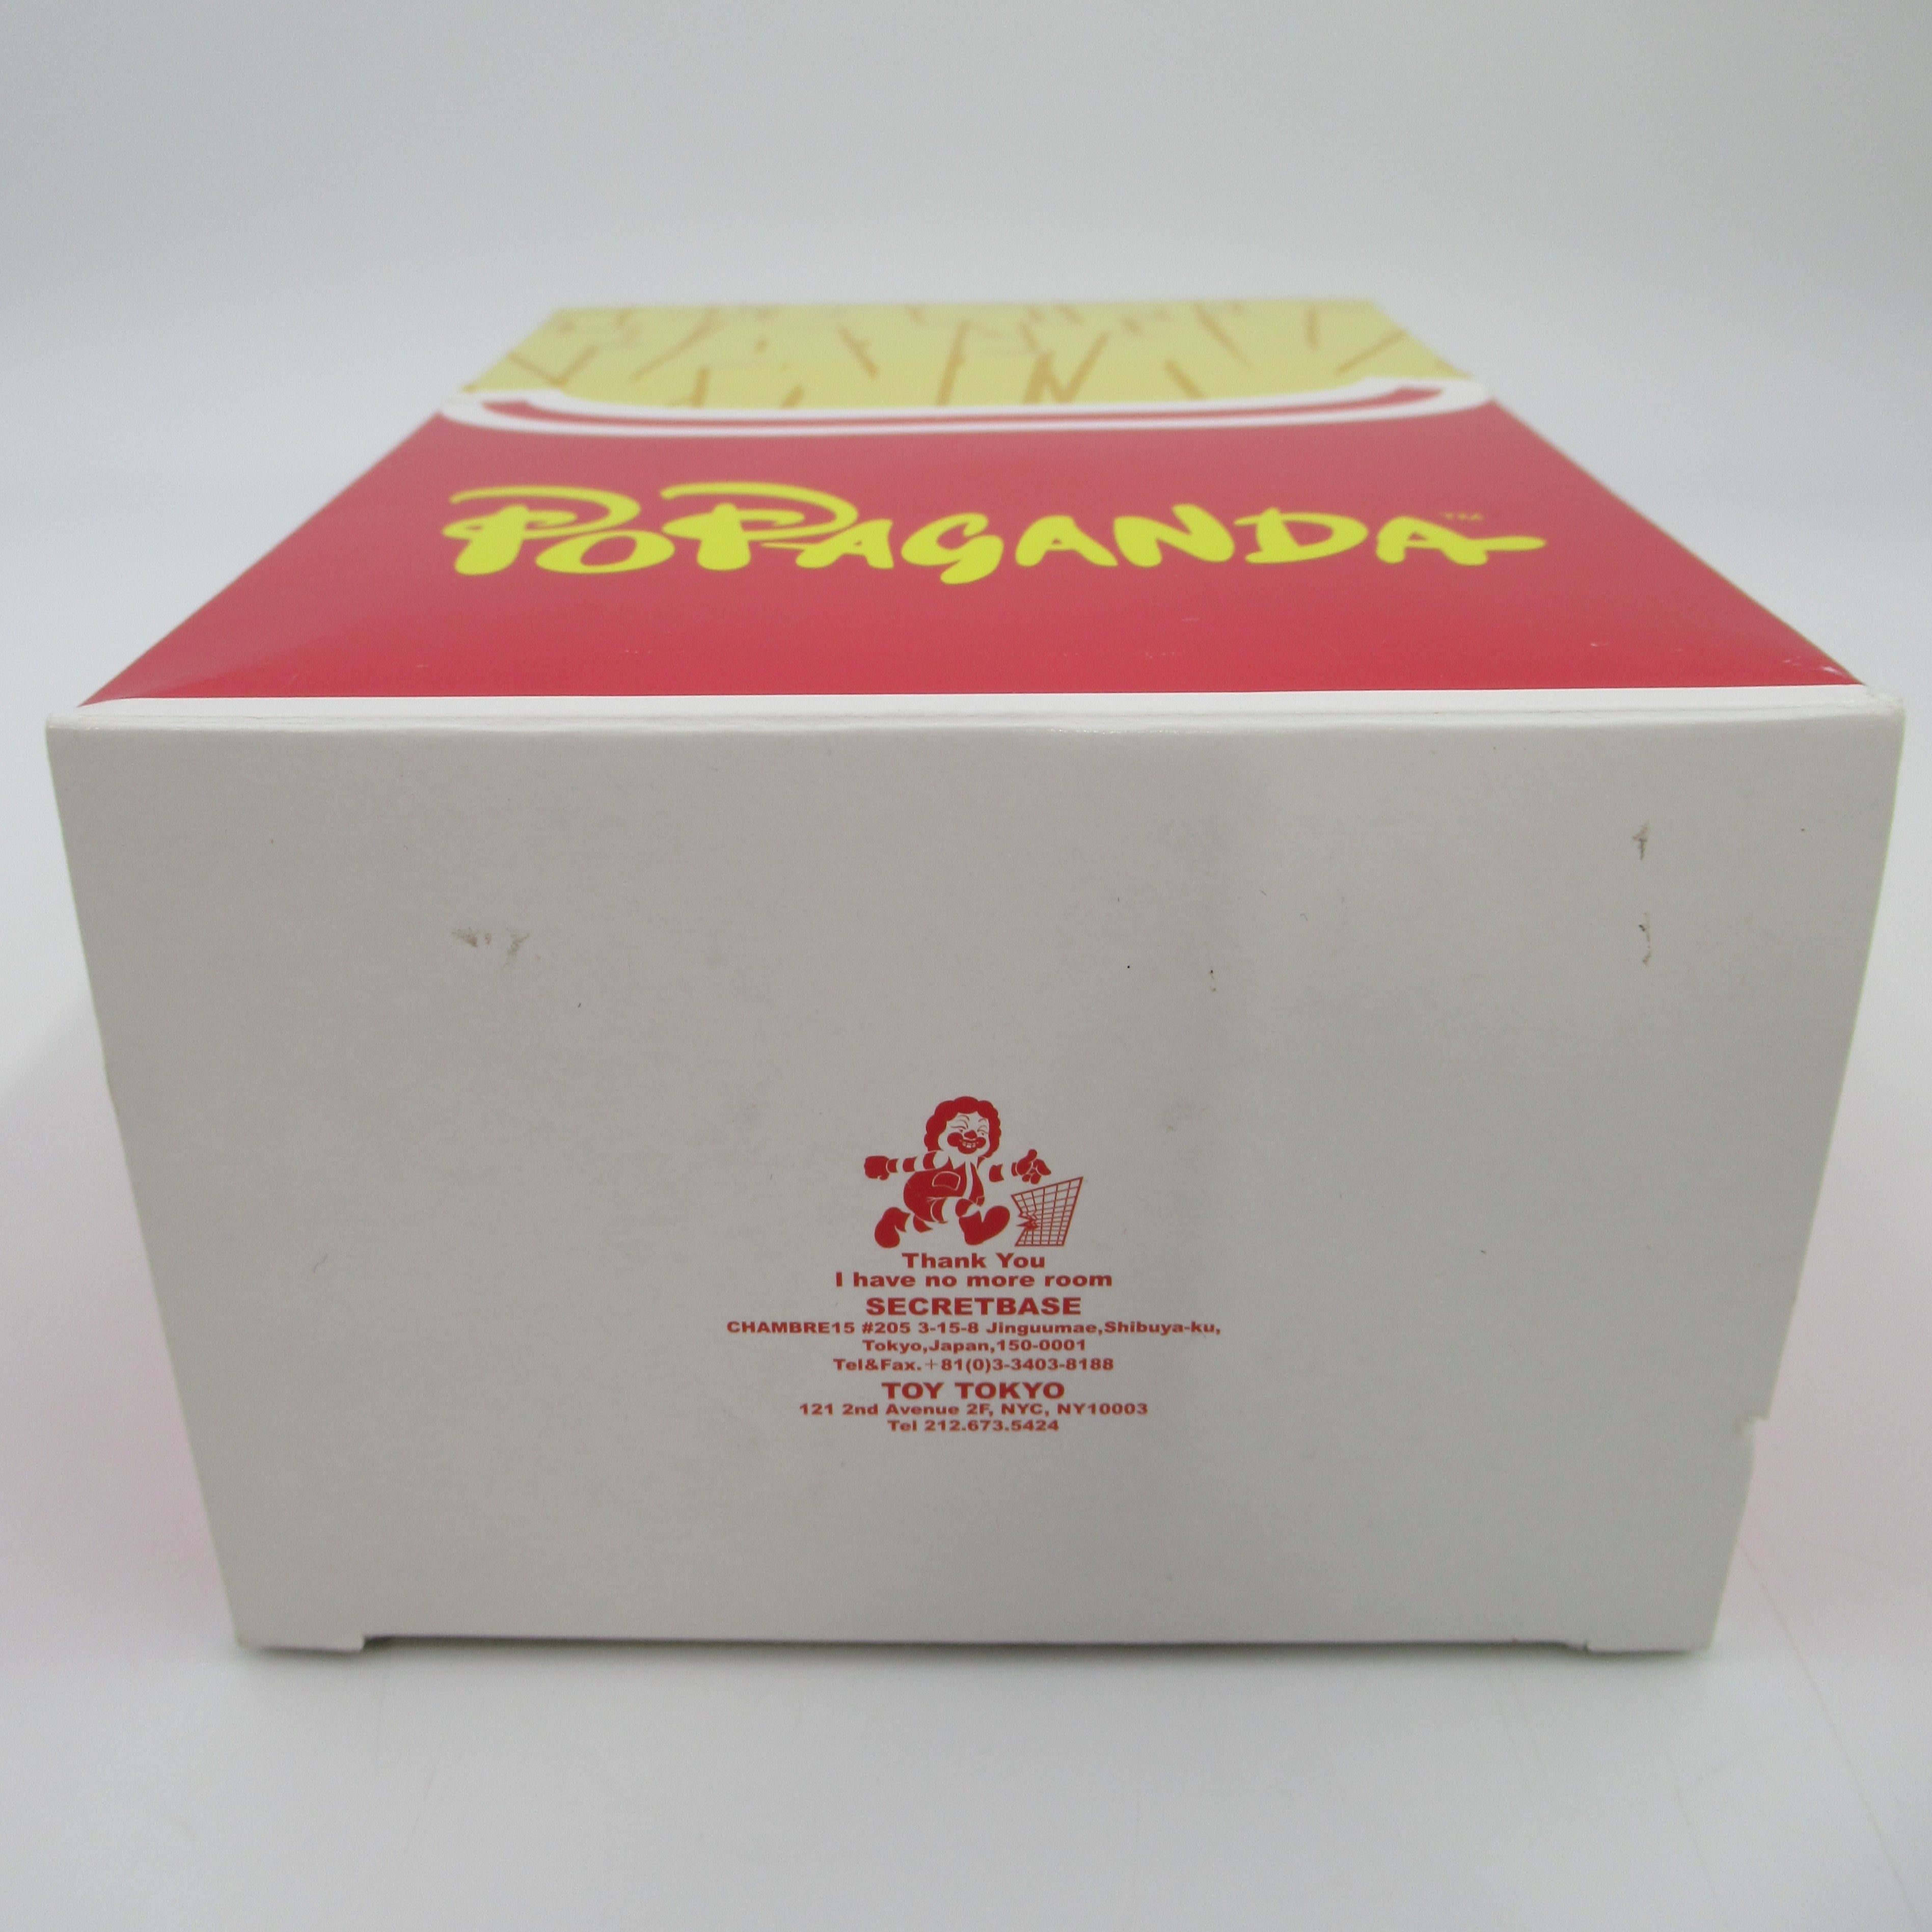 POPAGANDA™
Thank You
I have no more room
SECRETBASE
CHAMBRE15 #205 3-15-8 Jinguumae,Shibuya-ku,
Tokyo,Japan,150-0001
Tel&Fax.+81(0)3-3403-8188
TOY TOKYO
121 2nd Avenue 2F, NYC, NY10003
Tel 212.673.5424